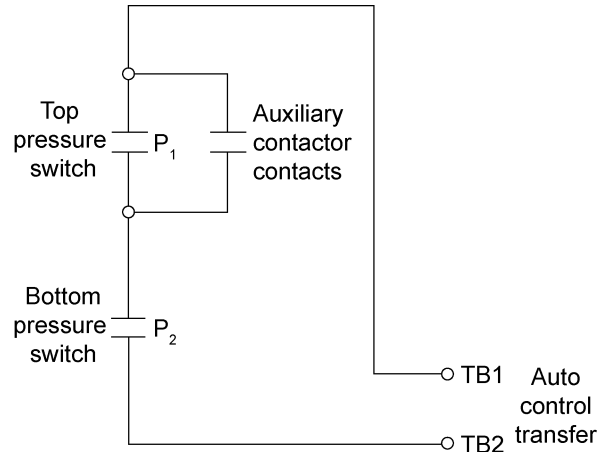 Top
pressure
switch
P1
Auxiliary
contactor
contacts
Bottom
pressure
switch
P2
TB1
Auto
control
transfer
TB2